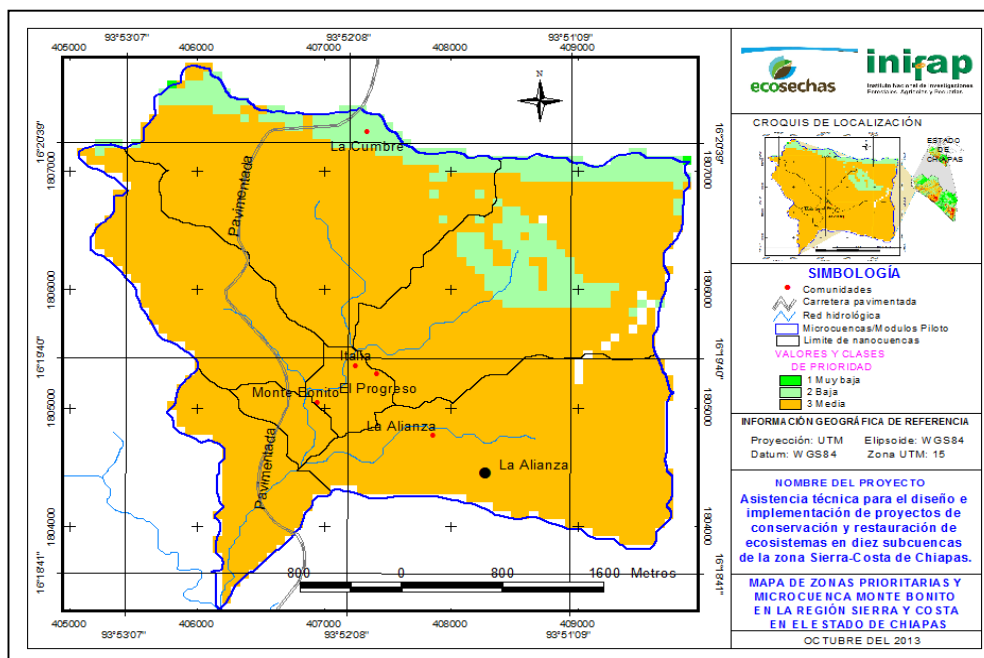 93°53'07" 93°52'08" 93°51'09"
405000 406000 407000 408000 409000
N
16°20'39" 16°20'39"
1807000 1807000
La Cumbre
Pavimentada
1806000 1806000
16°19'40" 16°19'40"
Italia
El Progreso
Monte Bonito
1805000 1805000
La Alianza
La Alianza
Pavimentada
1804000 1804000
16°18'41" 16°18'41"
800 0 800 1600 Metros
405000 406000 407000 408000 409000
93°53'07" 93°52'08" 93°51'09"
ecosechas
inifap
Instituto Nacional de Investigaciones
Forestales, Agrícolas y Pecuarias
CROQUIS DE LOCALIZACIÓN
ESTADO
DE
CHIAPAS
SIMBOLOGÍA
Comunidades
Carretera pavimentada
Red hidrológica
Microcuencas/Modulos Piloto
Limite de nanocuencas
VALORES Y CLASES
DE PRIORIDAD
1 Muy baja
2 Baja
3 Media
INFORMACIÓN GEOGRÁFICA DE REFERENCIA
Proyección: UTM Elipsoide: WGS84
Datum: WGS84 Zona UTM: 15
NOMBRE DEL PROYECTO
Asistencia técnica para el diseño e
implementación de proyectos de
conservación y restauración de
ecosistemas en diez subcuencas
de la zona Sierra-Costa de Chiapas.
MAPA DE ZONAS PRIORITARIAS Y
MICROCUENCA MONTE BONITO
EN LA REGIÓN SIERRA Y COSTA
EN EL ESTADO DE CHIAPAS
OCTUBRE DEL 2013